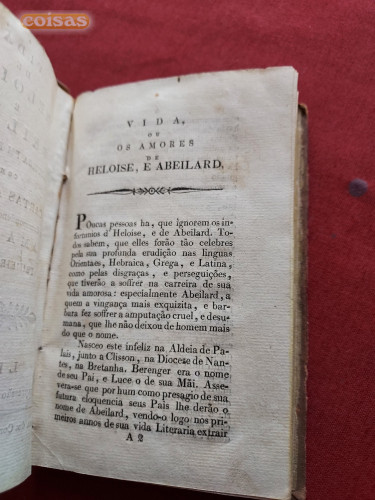 coisas
VIDA,
OU
OS AMORES
DE
HELOISE, E ABEILARD.
POucas pessoas ha, que ignorem os in-
fortunios d'Heloise, e de Abeilard. To-
dos sabem, que elles forão tão celebres
pela sua profunda erudição nas linguas
Orientaes, Hebraica, Grega, e Latina,
como pelas disgraças, e perseguições,
que tiverão a soffrer na carreira de sua
vida amorosa: especialmente Abeilard, a
quem a vingança mais exquizita, e bar-
bara fez soffrer a amputação cruel, e desu-
mana, que lhe não deixou de homem mais
do que o nome.
Nasceo este infeliz na Aldeia de Pa-
lais, junto a Clisson, na Diocese de Nan-
tes, na Bretanha. Berenger era o nome
de seu Pai, e Luce o de sua Mãi. Asse-
vera-se que por hum como presagio de sua
futura eloquencia seus Pais lhe derão o
nome de Abeilard, vendo-o logo nos pri-
meiros annos de sua vida Literaria extrair
A 2